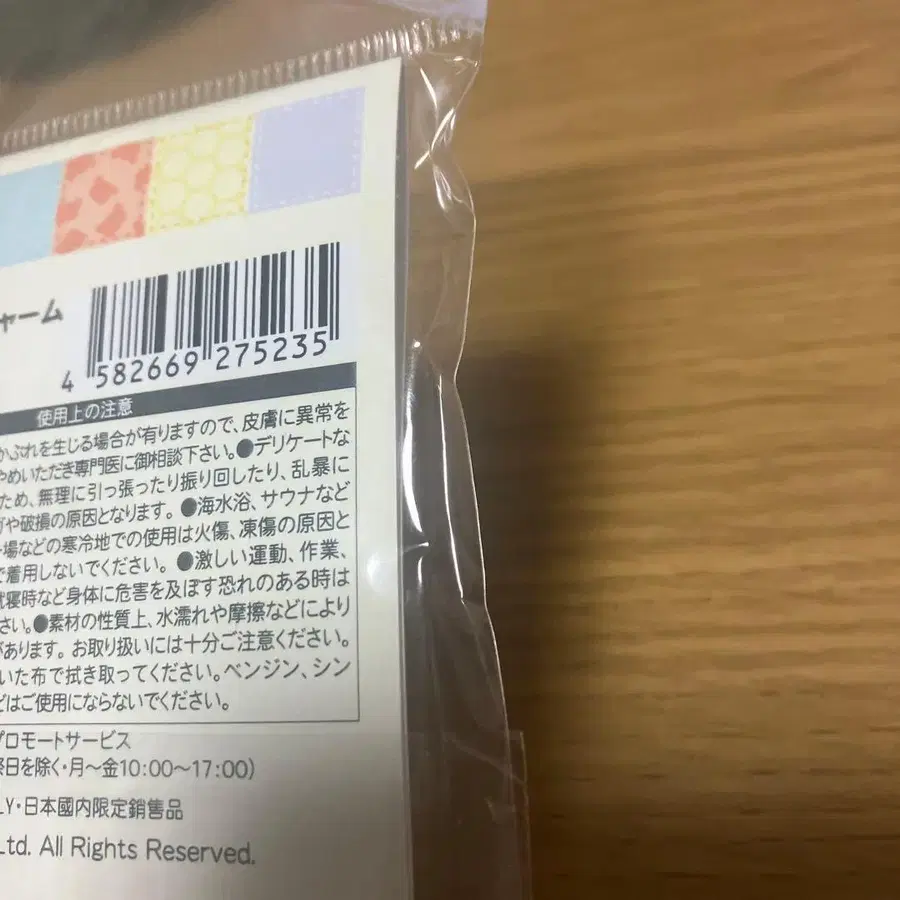 ャーム
4 582669 275235
使用上の注意
かぶれを生じる場合が有りますので、皮膚に異常を
やめいただき専門医に御相談下さい。●デリケートな
ため、無理に引っ張ったり振り回したり、乱暴に
や破損の原因となります。●海水浴、サウナなど
場などの寒冷地での使用は火傷、凍傷の原因と
で着用しないでください。●激しい運動、作業、
就寝時など身体に危害を及ぼす恐れのある時は
さい。●素材の性質上、水濡れや摩擦などにより
があります。お取り扱いには十分ご注意ください。
いた布で拭き取ってください。ベンジン、シン
どはご使用にならないでください。
プロモートサービス
祭日を除く・月〜金10:00〜17:00)
LY・日本國内限定銷售品
Ltd. All Rights Reserved.